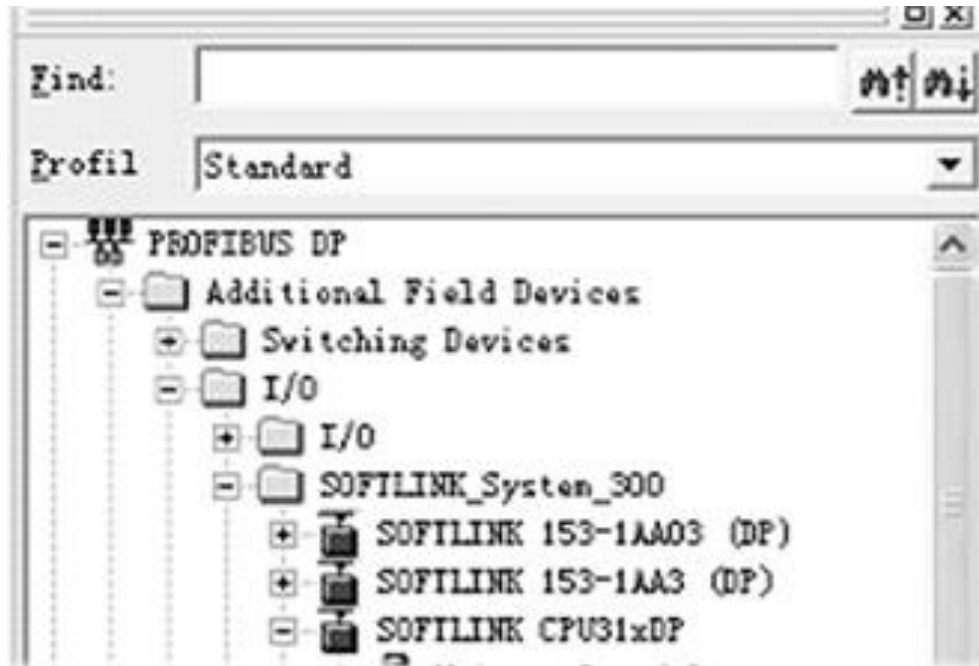 Find:
Profil
Standard
PROFIBUS DP
Additional Field Devices
Switching Devices
I/O
I/O
SOFTLINK_System_300
SOFTLINK 153-1AA03 (DP)
SOFTLINK 153-1AA3 (DP)
SOFTLINK CPU31xDP